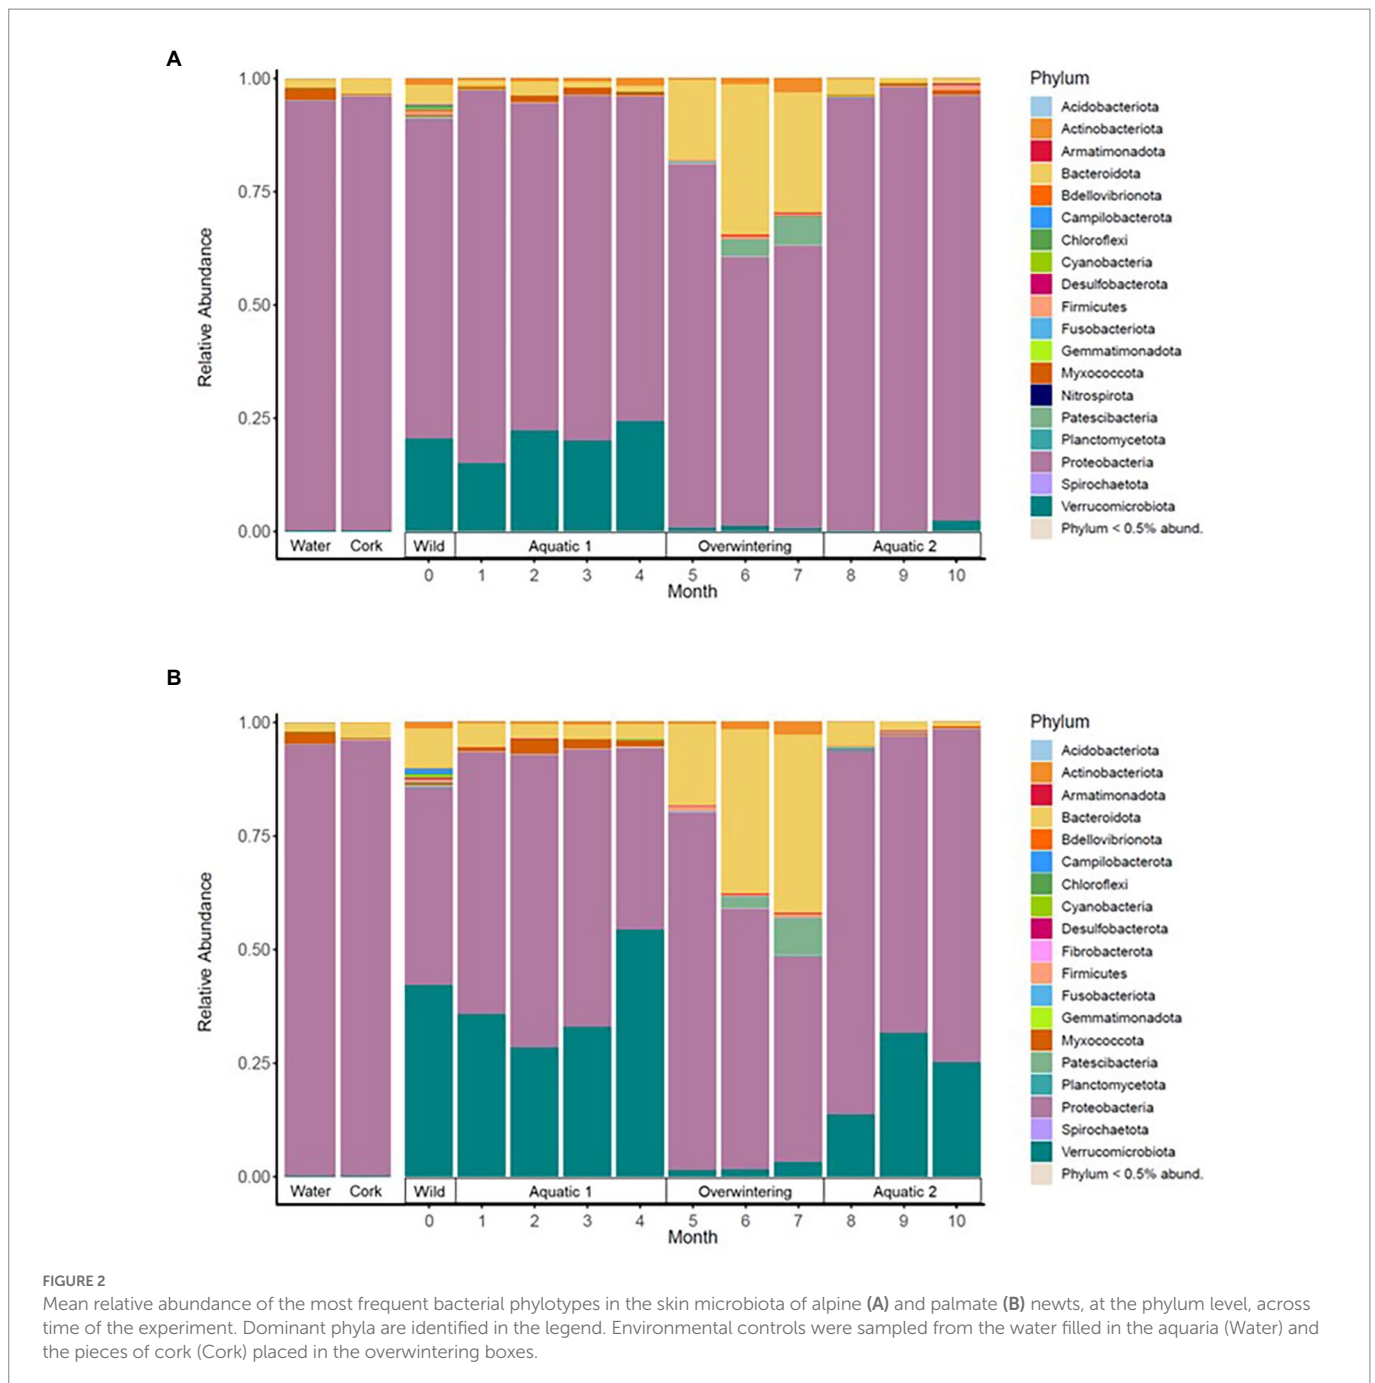 A
1.00
0.75
0.50
0.25
0.00
Relative Abundance
Water Cork Wild Aquatic 1 Overwintering Aquatic 2
0 1 2 3 4 5 6 7 8 9 10
Month
Phylum
Acidobacteriota
Actinobacteriota
Armatimonadota
Bacteroidota
Bdellovibrionota
Campilobacterota
Chloroflexi
Cyanobacteria
Desulfobacterota
Firmicutes
Fusobacteriota
Gemmatimonadota
Myxococcota
Nitrospirota
Patescibacteria
Planctomycetota
Proteobacteria
Spirochaetota
Verrucomicrobiota
Phylum < 0.5% abund.
B
1.00
0.75
0.50
0.25
0.00
Relative Abundance
Water Cork Wild Aquatic 1 Overwintering Aquatic 2
0 1 2 3 4 5 6 7 8 9 10
Month
Phylum
Acidobacteriota
Actinobacteriota
Armatimonadota
Bacteroidota
Bdellovibrionota
Campilobacterota
Chloroflexi
Cyanobacteria
Desulfobacterota
Fibrobacterota
Firmicutes
Fusobacteriota
Gemmatimonadota
Myxococcota
Patescibacteria
Planctomycetota
Proteobacteria
Spirochaetota
Verrucomicrobiota
Phylum < 0.5% abund.
FIGURE 2
Mean relative abundance of the most frequent bacterial phylotypes in the skin microbiota of alpine (A) and palmate (B) newts, at the phylum level, across
time of the experiment. Dominant phyla are identified in the legend. Environmental controls were sampled from the water filled in the aquaria (Water) and
the pieces of cork (Cork) placed in the overwintering boxes.